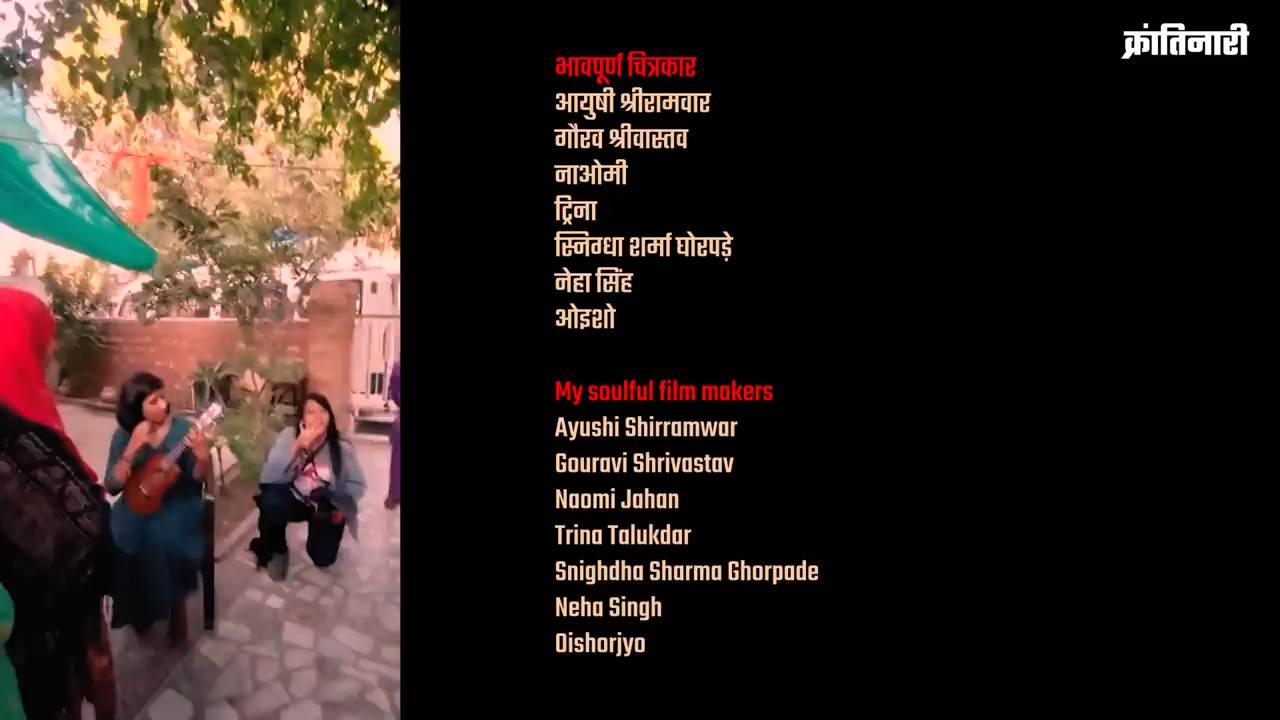 क्रांतिनारी
भावपूर्ण चित्रकार
आयुषी श्रीरामवार
गौरव श्रीवास्तव
नाओमी
ट्रिना
स्निग्धा शर्मा घोरपड़े
नेहा सिंह
ओइशो
My soulful film makers
Ayushi Shirramwar
Gouravi Shrivastav
Naomi Jahan
Trina Talukdar
Snighdha Sharma Ghorpade
Neha Singh
Oishorjyo